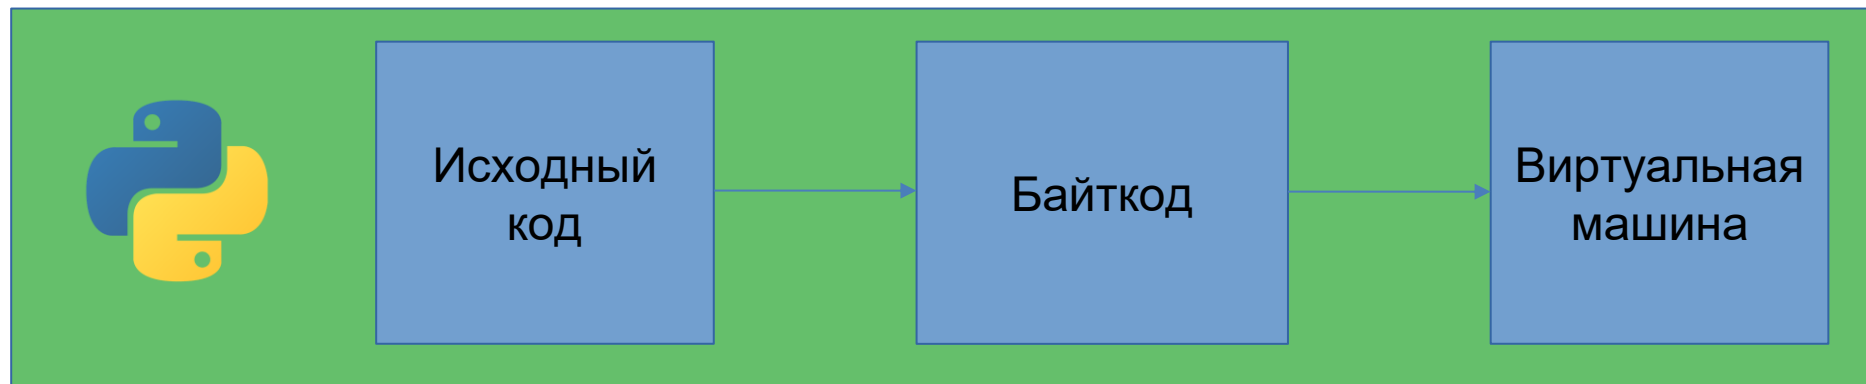 Исходный
код
Байткод
Виртуальная
машина